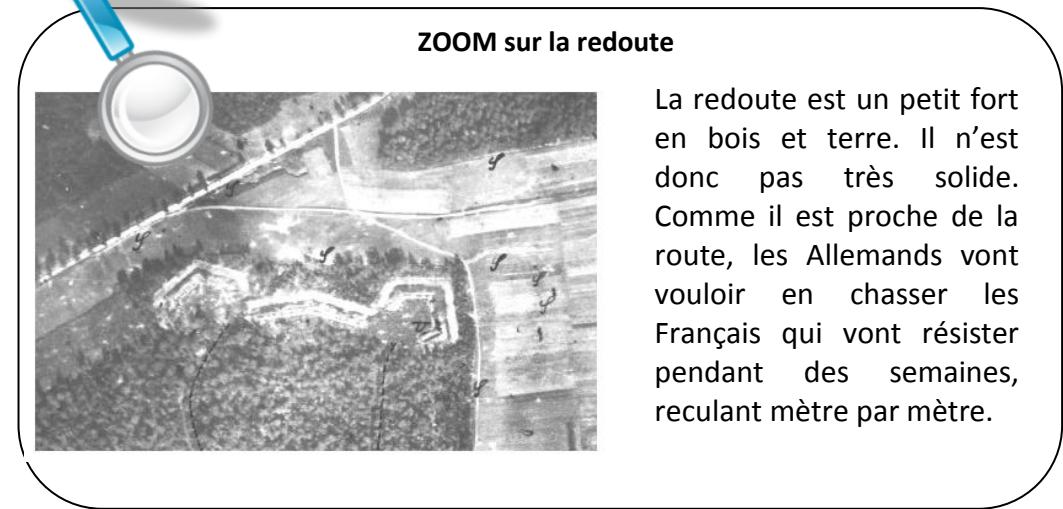 ZOOM sur la redoute
La redoute est un petit fort
en bois et terre. Il n’est
donc pas très solide.
Comme il est proche de la
route, les Allemands vont
vouloir en chasser les
Français qui vont résister
pendant des semaines,
reculant mètre par mètre.